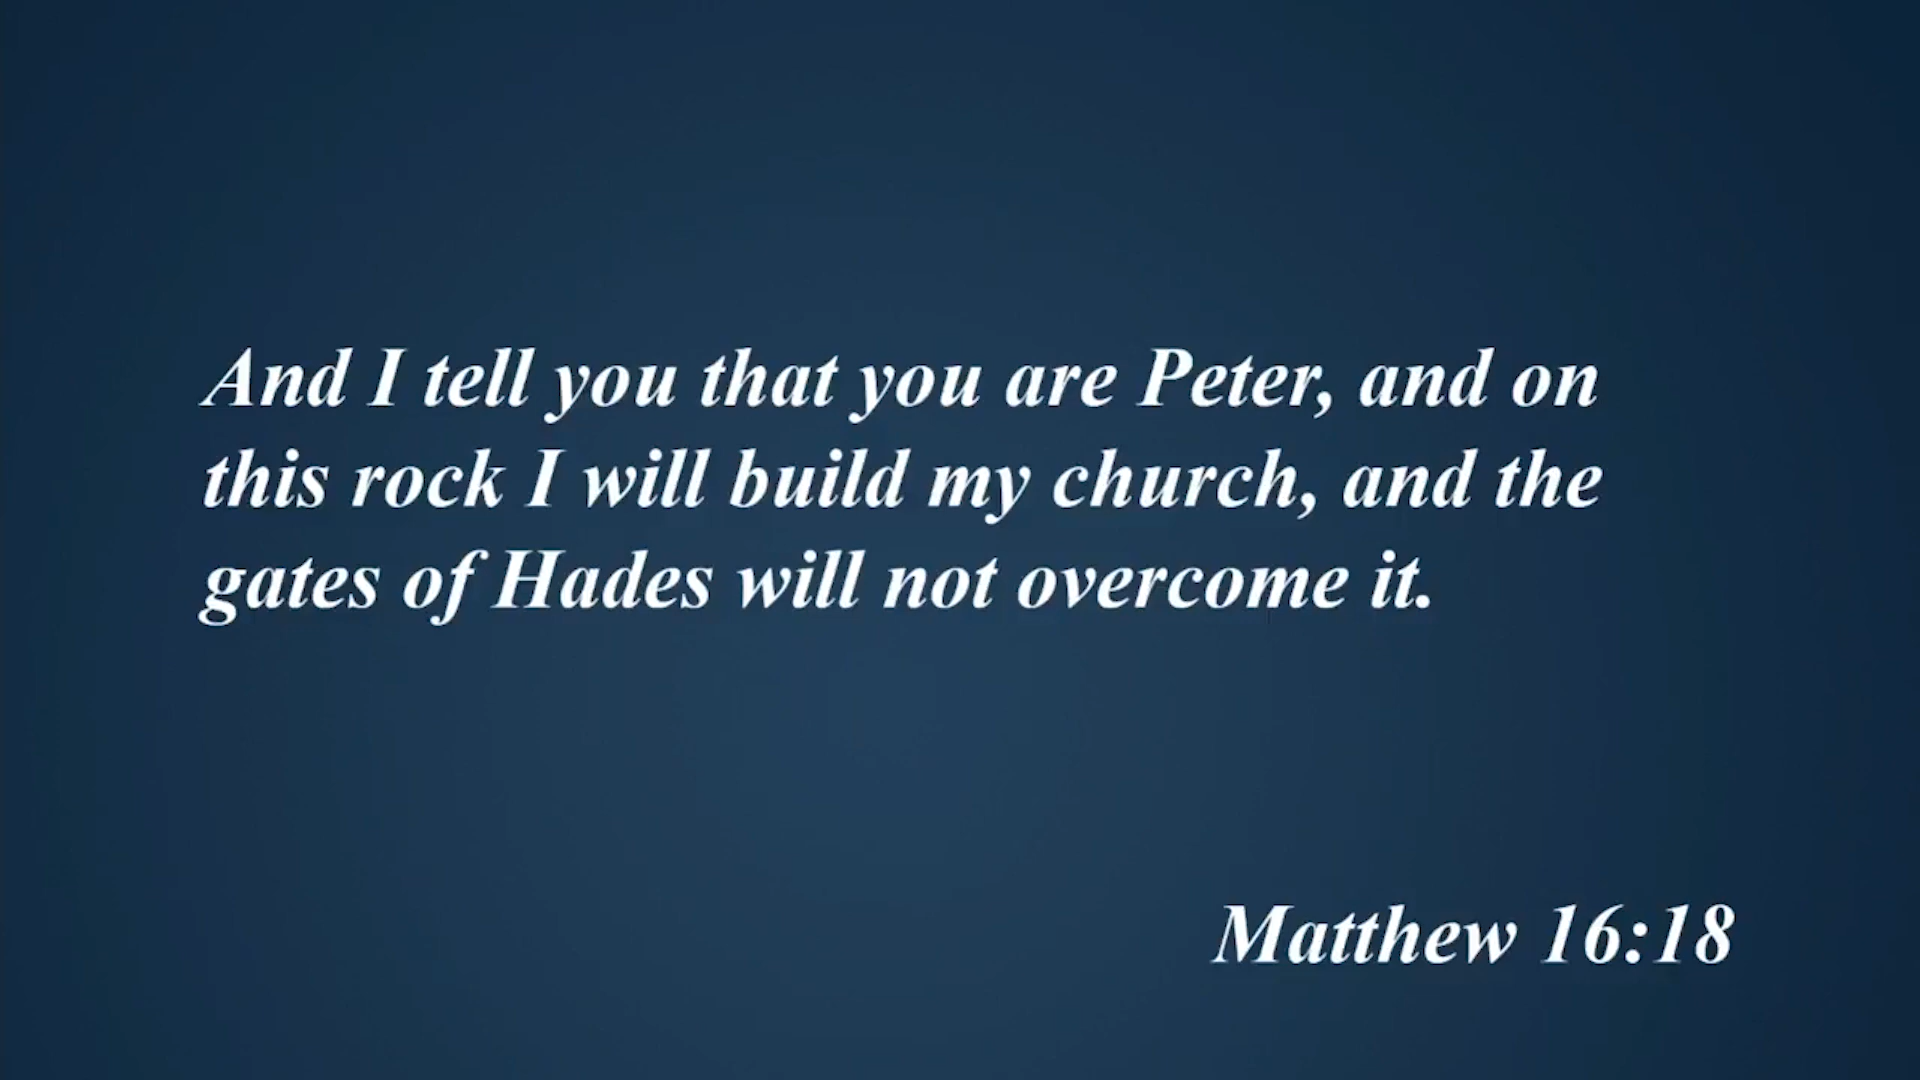 And I tell you that you are Peter, and on
this rock I will build my church, and the
gates of Hades will not overcome it.
Matthew 16:18